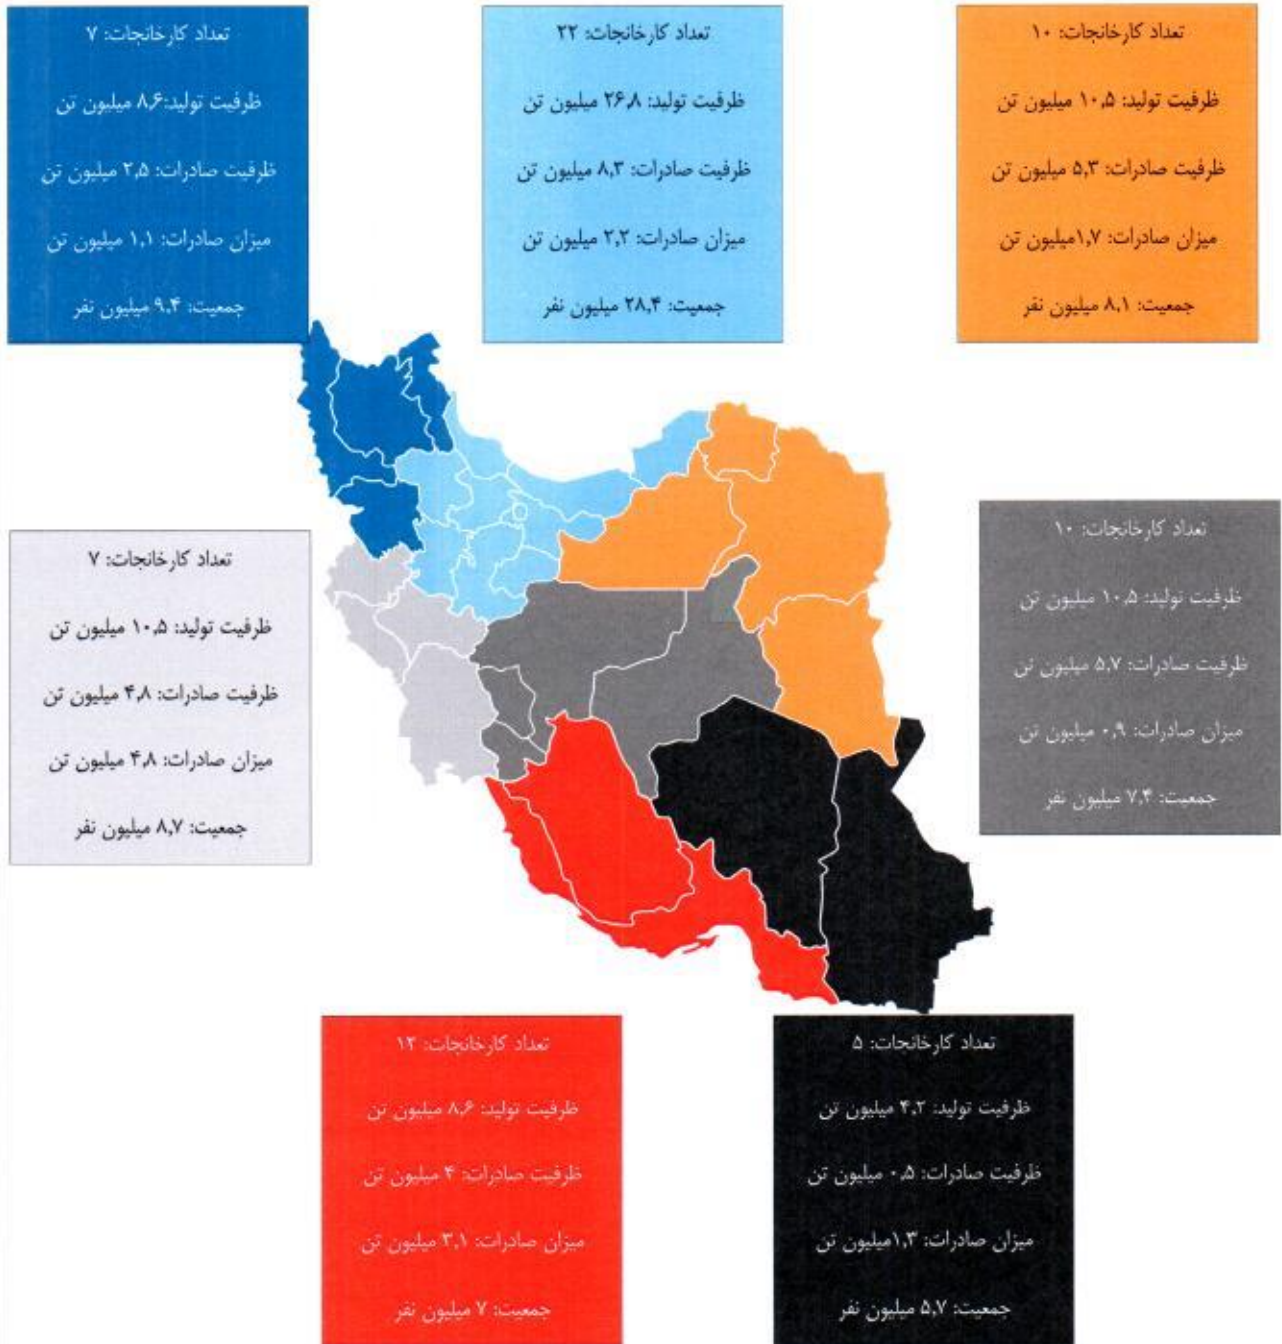 تعداد کارخانجات: ۱۰
ظرفیت تولید: ۱۰,۵ میلیون تن
ظرفیت صادرات: ۵,۳ میلیون تن
میزان صادرات: ۱,۷میلیون تن
جمعیت: ۸,۱ میلیون نفر
تعداد کارخانجات: ۲۲
ظرفیت تولید: ۲۶,۸ میلیون تن
ظرفیت صادرات: ۸,۳ میلیون تن
میزان صادرات: ۲,۲ میلیون تن
جمعیت: ۲۸,۴ میلیون نفر
تعداد کارخانجات: ۷
ظرفیت تولید:۸,۶ میلیون تن
ظرفیت صادرات: ۲,۵ میلیون تن
میزان صادرات: ۱,۱ میلیون تن
جمعیت: ۹,۴ میلیون نفر
تعداد کارخانجات: ۱۰
ظرفیت تولید: ۱۰,۵ میلیون تن
ظرفیت صادرات: ۵,۷ میلیون تن
میزان صادرات: ۰,۹ میلیون تن
جمعیت: ۷,۴ میلیون نفر
تعداد کارخانجات: ۷
ظرفیت تولید: ۱۰,۵ میلیون تن
ظرفیت صادرات: ۴,۸ میلیون تن
میزان صادرات: ۴,۸ میلیون تن
جمعیت: ۸,۷ میلیون نفر
تعداد کارخانجات: ۵
ظرفیت تولید: ۴,۲ میلیون تن
ظرفیت صادرات: ۰,۵ میلیون تن
میزان صادرات: ۱,۳میلیون تن
جمعیت: ۵,۷ میلیون نفر
تعداد کارخانجات: ۱۲
ظرفیت تولید: ۸,۶ میلیون تن
ظرفیت صادرات: ۴ میلیون تن
میزان صادرات: ۳,۱ میلیون تن
جمعیت: ۷ میلیون نفر